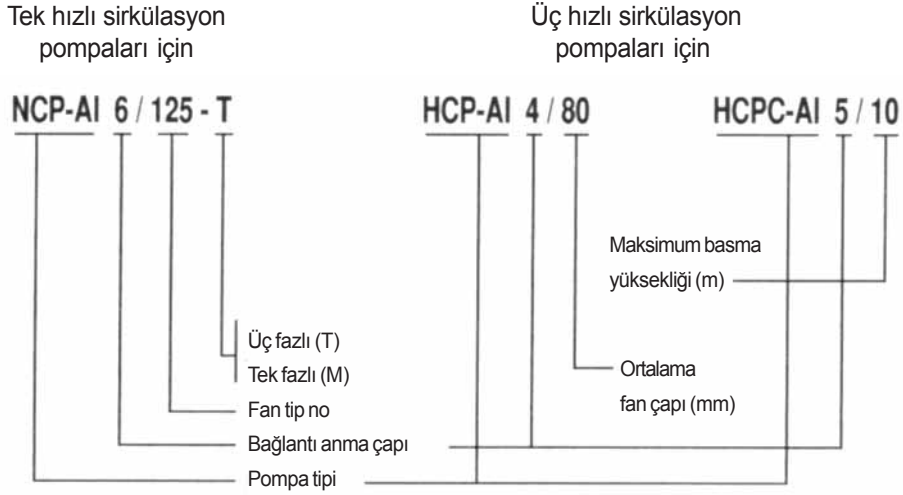 Tek hızlı sirkülasyon
pompaları için
Üç hızlı sirkülasyon
pompaları için
NCP-AI 6 / 125 - T
HCP-AI 4 / 80
HCPC-AI 5 / 10
Maksimum basma
yüksekliği (m)
Üç fazlı (T)
Tek fazlı (M)
Ortalama
fan çapı (mm)
Fan tip no
Bağlantı anma çapı
Pompa tipi